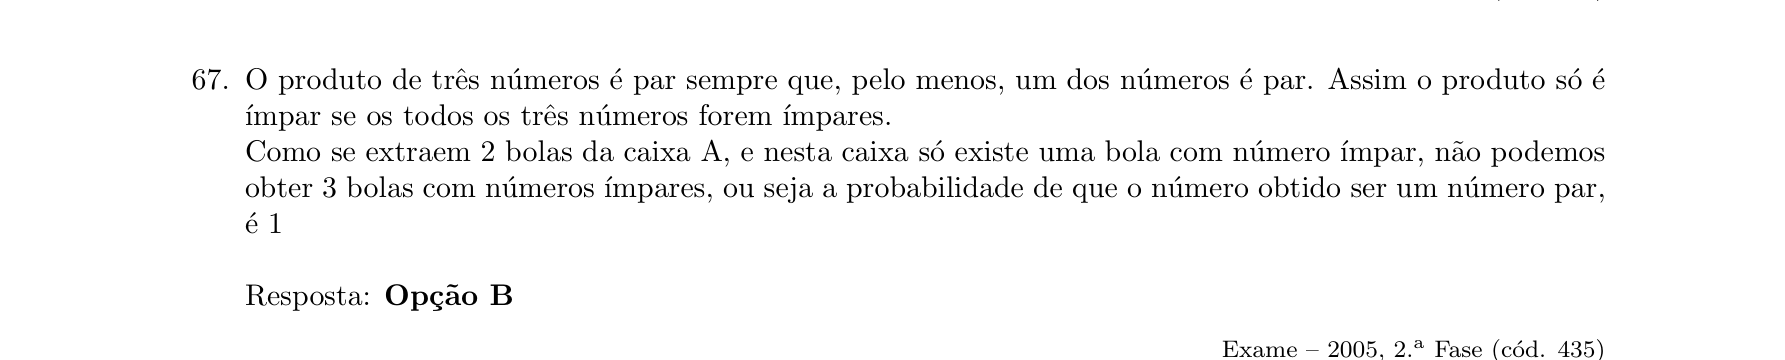 67. O produto de três números é par sempre que, pelo menos, um dos números é par. Assim o produto só é
ímpar se os todos os três números forem ímpares.
Como se extraem 2 bolas da caixa A, e nesta caixa só existe uma bola com número ímpar, não podemos
obter 3 bolas com números ímpares, ou seja a probabilidade de que o número obtido ser um número par,
é 1
Resposta: Opção B
Exame – 2005, 2.ª Fase (cód. 435)